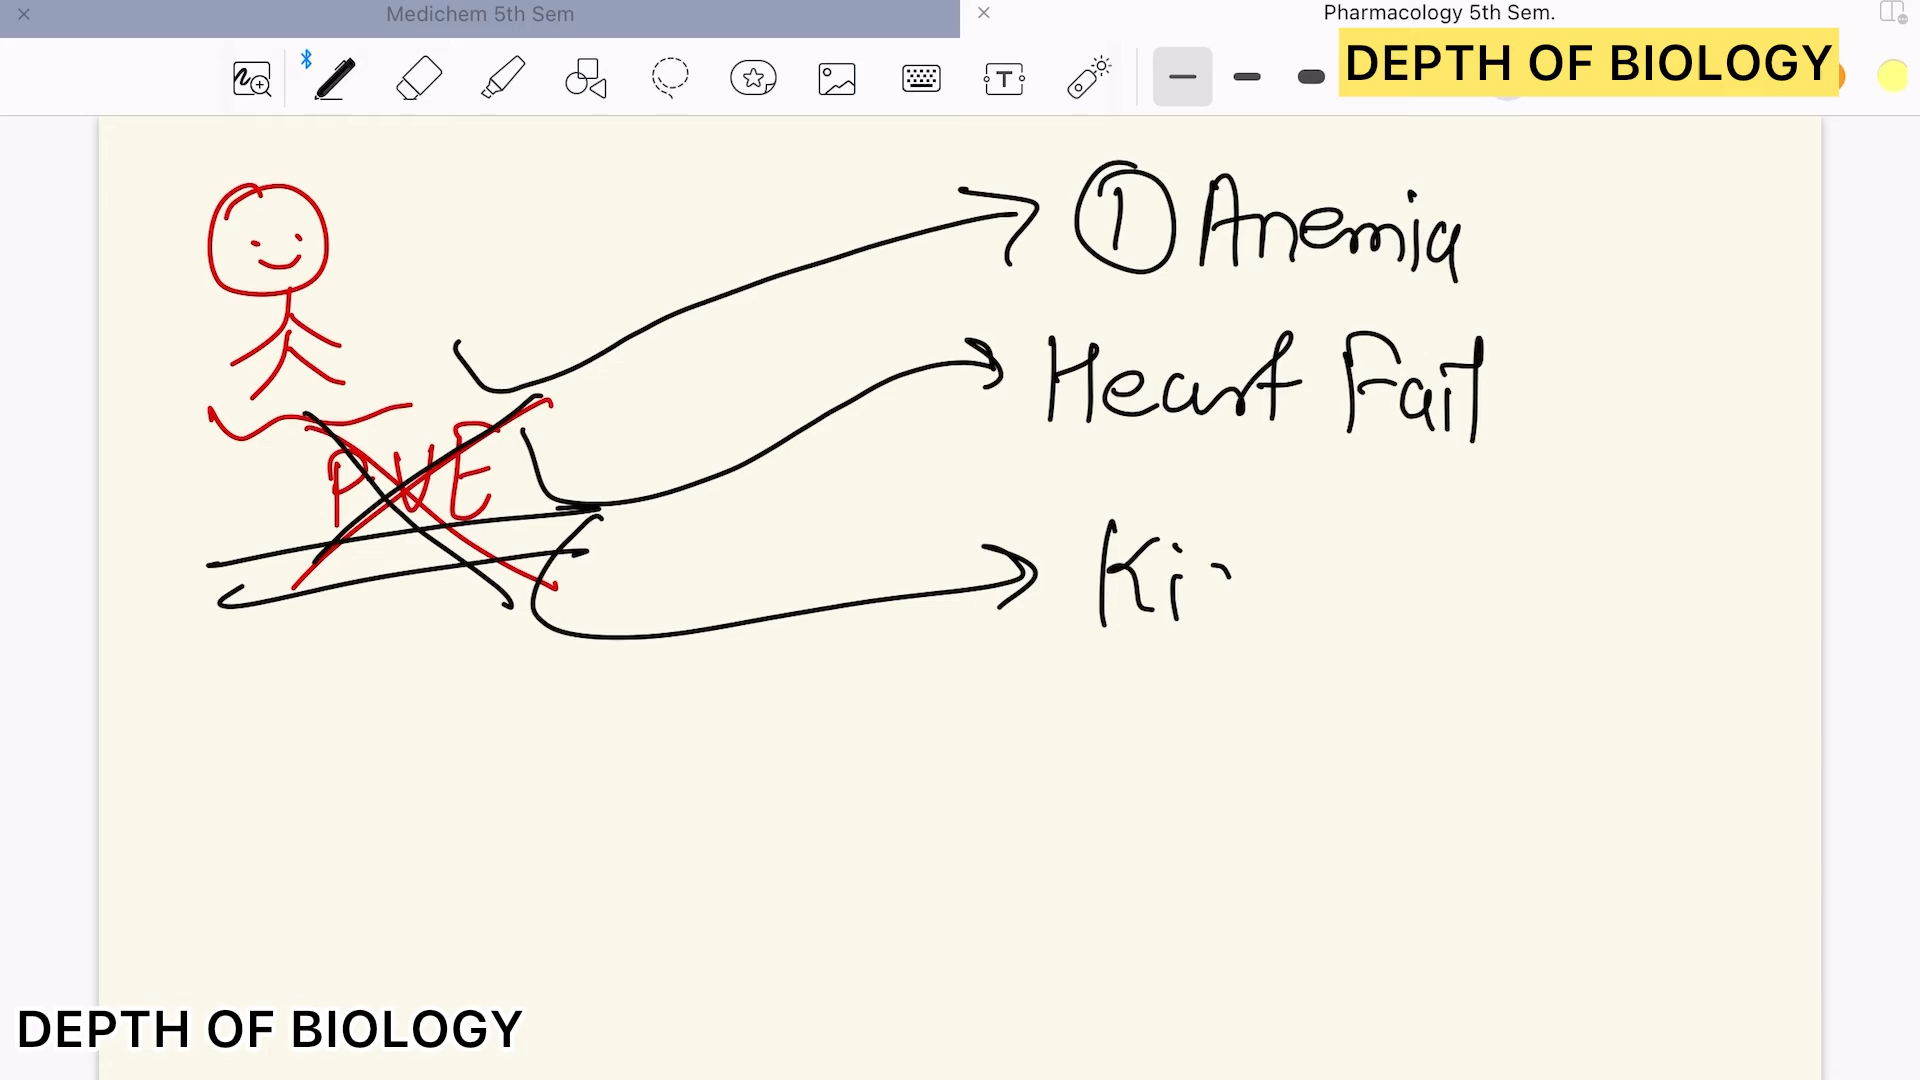 Medichem 5th Sem
Pharmacology 5th Sem.
DEPTH OF BIOLOGY
T
① Anemia
Heart Fail
PVE
Ki
DEPTH OF BIOLOGY